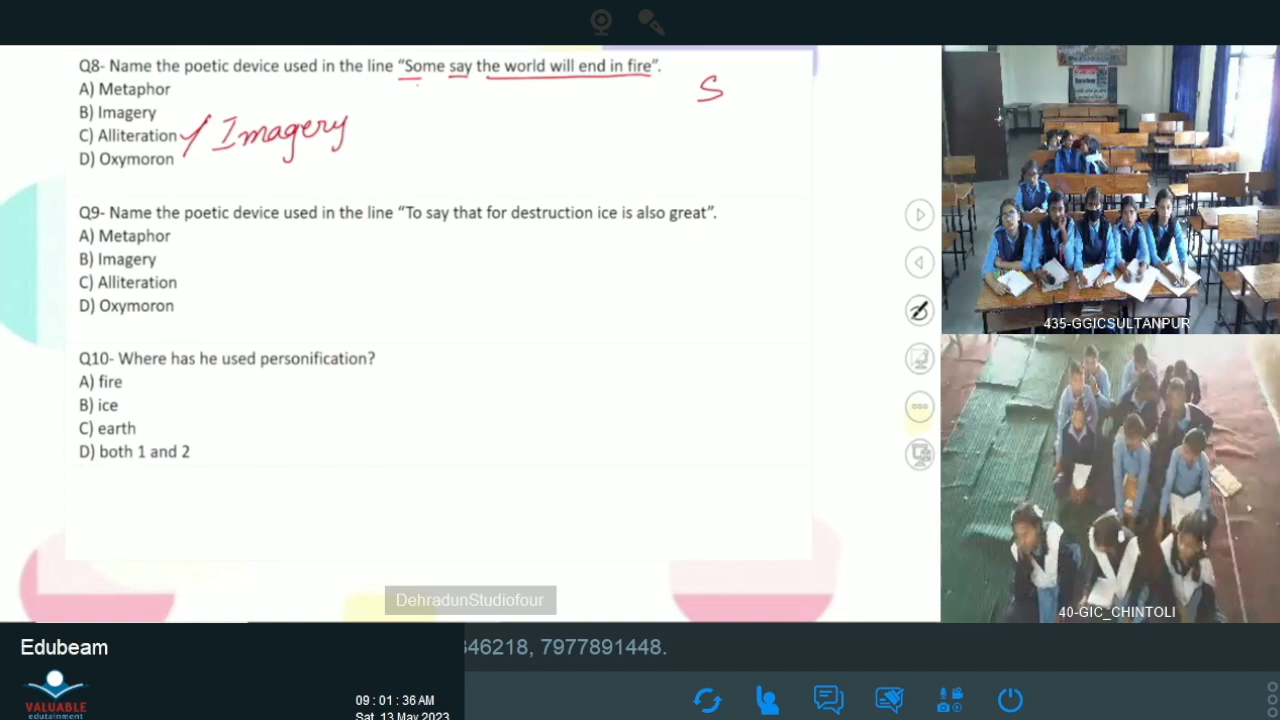 Q8- Name the poetic device used in the line “Some say the world will end in fire”.
S
A) Metaphor
B) Imagery
C) Alliteration
Imagery
D) Oxymoron
Q9- Name the poetic device used in the line “To say that for destruction ice is also great”.
A) Metaphor
B) Imagery
C) Alliteration
D) Oxymoron
Q10- Where has he used personification?
A) fire
B) ice
C) earth
D) both 1 and 2
DehradunStudiofour
435-GGICSULTANPUR
40-GIC_CHINTOLI
Edubeam
346218, 7977891448.
VALUABLE
edutainment
09 : 01 : 36 AM
Sat, 13 May 2023